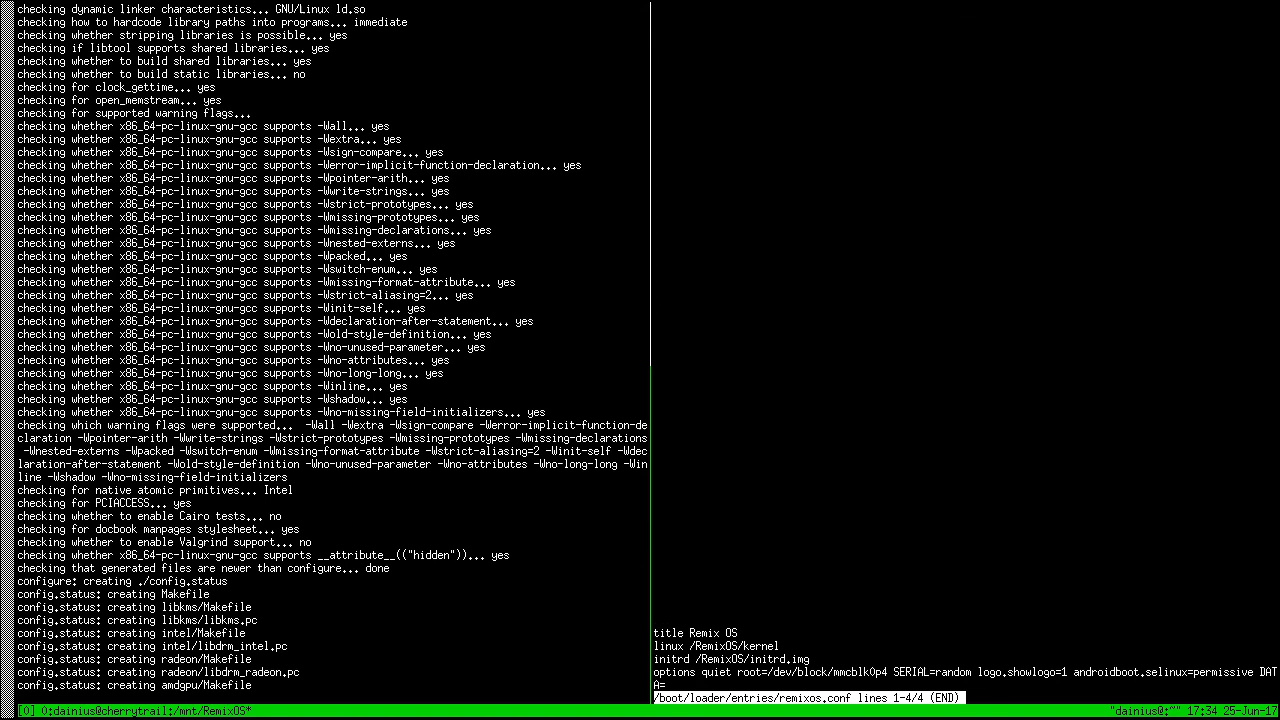 checking dynamic linker characteristics... GNU/Linux ld.so
checking how to hardcode library paths into programs... immediate
checking whether stripping libraries is possible... yes
checking if libtool supports shared libraries... yes
checking whether to build shared libraries... yes
checking whether to build static libraries... no
checking for clock_gettime... yes
checking for open_memstream... yes
checking for supported warning flags...
checking whether x86_64-pc-linux-gnu-gcc supports -Wall... yes
checking whether x86_64-pc-linux-gnu-gcc supports -Wextra... yes
checking whether x86_64-pc-linux-gnu-gcc supports -Wsign-compare... yes
checking whether x86_64-pc-linux-gnu-gcc supports -Werror-implicit-function-declaration... yes
checking whether x86_64-pc-linux-gnu-gcc supports -Wpointer-arith... yes
checking whether x86_64-pc-linux-gnu-gcc supports -Wwrite-strings... yes
checking whether x86_64-pc-linux-gnu-gcc supports -Wstrict-prototypes... yes
checking whether x86_64-pc-linux-gnu-gcc supports -Wmissing-prototypes... yes
checking whether x86_64-pc-linux-gnu-gcc supports -Wmissing-declarations... yes
checking whether x86_64-pc-linux-gnu-gcc supports -Wnested-externs... yes
checking whether x86_64-pc-linux-gnu-gcc supports -Wpacked... yes
checking whether x86_64-pc-linux-gnu-gcc supports -Wswitch-enum... yes
checking whether x86_64-pc-linux-gnu-gcc supports -Wmissing-format-attribute... yes
checking whether x86_64-pc-linux-gnu-gcc supports -Wstrict-aliasing=2... yes
checking whether x86_64-pc-linux-gnu-gcc supports -Winit-self... yes
checking whether x86_64-pc-linux-gnu-gcc supports -Wdeclaration-after-statement... yes
checking whether x86_64-pc-linux-gnu-gcc supports -Wold-style-definition... yes
checking whether x86_64-pc-linux-gnu-gcc supports -Wno-unused-parameter... yes
checking whether x86_64-pc-linux-gnu-gcc supports -Wno-attributes... yes
checking whether x86_64-pc-linux-gnu-gcc supports -Wno-long-long... yes
checking whether x86_64-pc-linux-gnu-gcc supports -Winline... yes
checking whether x86_64-pc-linux-gnu-gcc supports -Wshadow... yes
checking whether x86_64-pc-linux-gnu-gcc supports -Wno-missing-field-initializers... yes
checking which warning flags were supported...  -Wall -Wextra -Wsign-compare -Werror-implicit-function-de
claration -Wpointer-arith -Wwrite-strings -Wstrict-prototypes -Wmissing-prototypes -Wmissing-declarations
 -Wnested-externs -Wpacked -Wswitch-enum -Wmissing-format-attribute -Wstrict-aliasing=2 -Winit-self -Wdec
laration-after-statement -Wold-style-definition -Wno-unused-parameter -Wno-attributes -Wno-long-long -Win
line -Wshadow -Wno-missing-field-initializers
checking for native atomic primitives... Intel
checking for PCIACCESS... yes
checking whether to enable Cairo tests... no
checking for docbook manpages stylesheet... yes
checking whether to enable Valgrind support... no
checking whether x86_64-pc-linux-gnu-gcc supports __attribute__(("hidden"))... yes
checking that generated files are newer than configure... done
configure: creating ./config.status
config.status: creating Makefile
config.status: creating libkms/Makefile
config.status: creating libkms/libkms.pc
config.status: creating intel/Makefile
config.status: creating intel/libdrm_intel.pc
config.status: creating radeon/Makefile
config.status: creating radeon/libdrm_radeon.pc
config.status: creating amdgpu/Makefile
title Remix OS
linux /RemixOS/kernel
initrd /RemixOS/initrd.img
options quiet root=/dev/block/mmcblk0p4 SERIAL=random logo.showlogo=1 androidboot.selinux=permissive DAT
A=
/boot/loader/entries/remixos.conf lines 1-4/4 (END)
[0] 0:dainius@cherrytrail:/mnt/RemixOS* "dainius@:~" 17:34 25-Jun-17